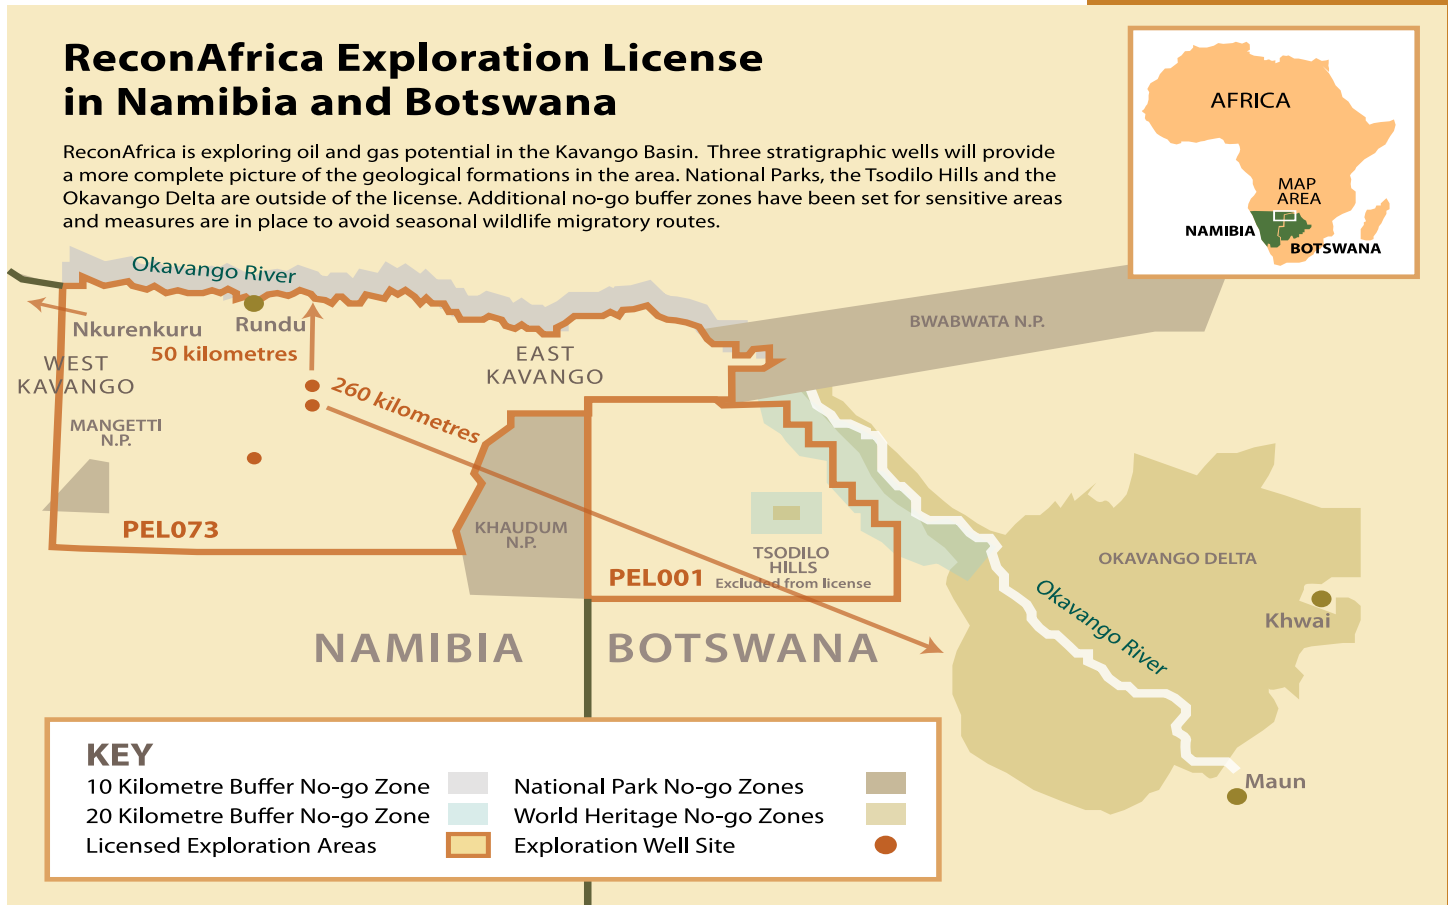 ReconAfrica Exploration License
in Namibia and Botswana
ReconAfrica is exploring oil and gas potential in the Kavango Basin. Three stratigraphic wells will provide
a more complete picture of the geological formations in the area. National Parks, the Tsodilo Hills and the
Okavango Delta are outside of the license. Additional no-go buffer zones have been set for sensitive areas
and measures are in place to avoid seasonal wildlife migratory routes.
AFRICA
MAP
AREA
NAMIBIA
BOTSWANA
Okavango River
Nkurenkuru
Rundu
50 kilometres
WEST
KAVANGO
EAST
KAVANGO
BWABWATA N.P.
260 kilometres
MANGETTI
N.P.
PEL073
KHAUDUM
N.P.
PEL001
TSODILO
HILLS
Excluded from license
OKAVANGO DELTA
Okavango River
Khwai
Maun
NAMIBIA
BOTSWANA
KEY
10 Kilometre Buffer No-go Zone
20 Kilometre Buffer No-go Zone
Licensed Exploration Areas
National Park No-go Zones
World Heritage No-go Zones
Exploration Well Site